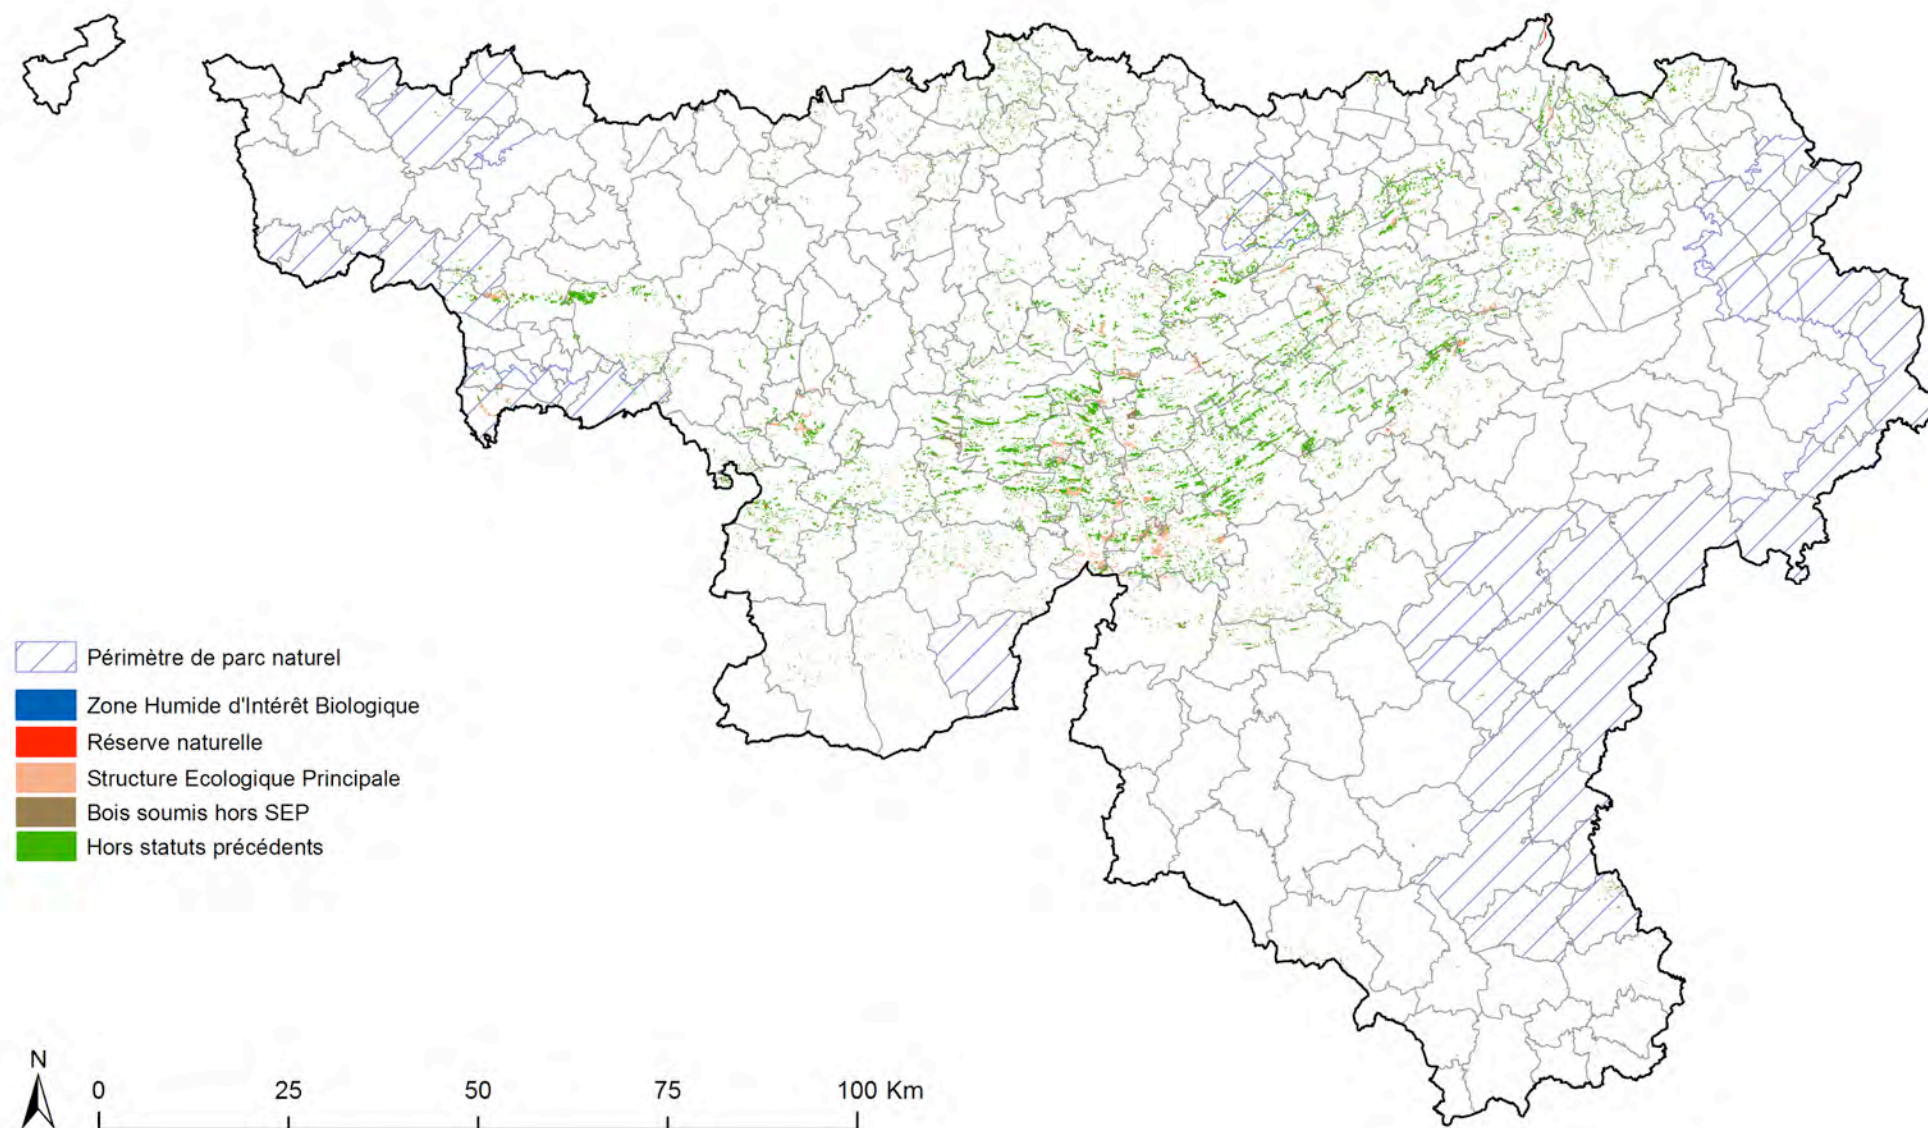 Périmètre de parc naturel
Zone Humide d'Intérêt Biologique
Réserve naturelle
Structure Ecologique Principale
Bois soumis hors SEP
Hors statuts précédents
N
0 25 50 75 100 Km